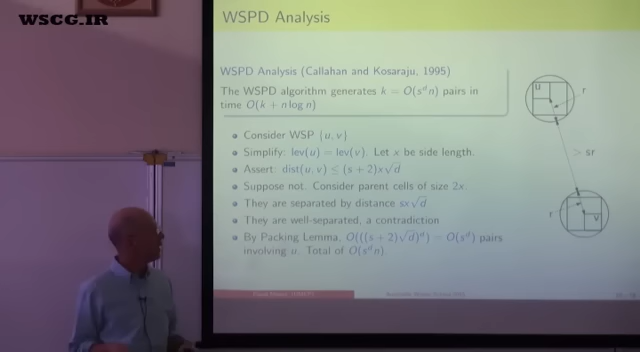 WSCG.IR
WSPD Analysis
WSPD Analysis (Callahan and Kosaraju, 1995)
The WSPD algorithm generates k = O(s^d n) pairs in
time O(k + n log n)
Consider WSP {u, v}
Simplify: lev(u) = lev(v). Let x be side length.
Assert: dist(u, v) ≤ (s + 2)x√d
Suppose not. Consider parent cells of size 2x.
They are separated by distance sx√d
They are well-separated, a contradiction
By Packing Lemma, O(((s + 2)√d)^d) = O(s^d) pairs
involving u. Total of O(s^d n).
u
r
> sr
r
v